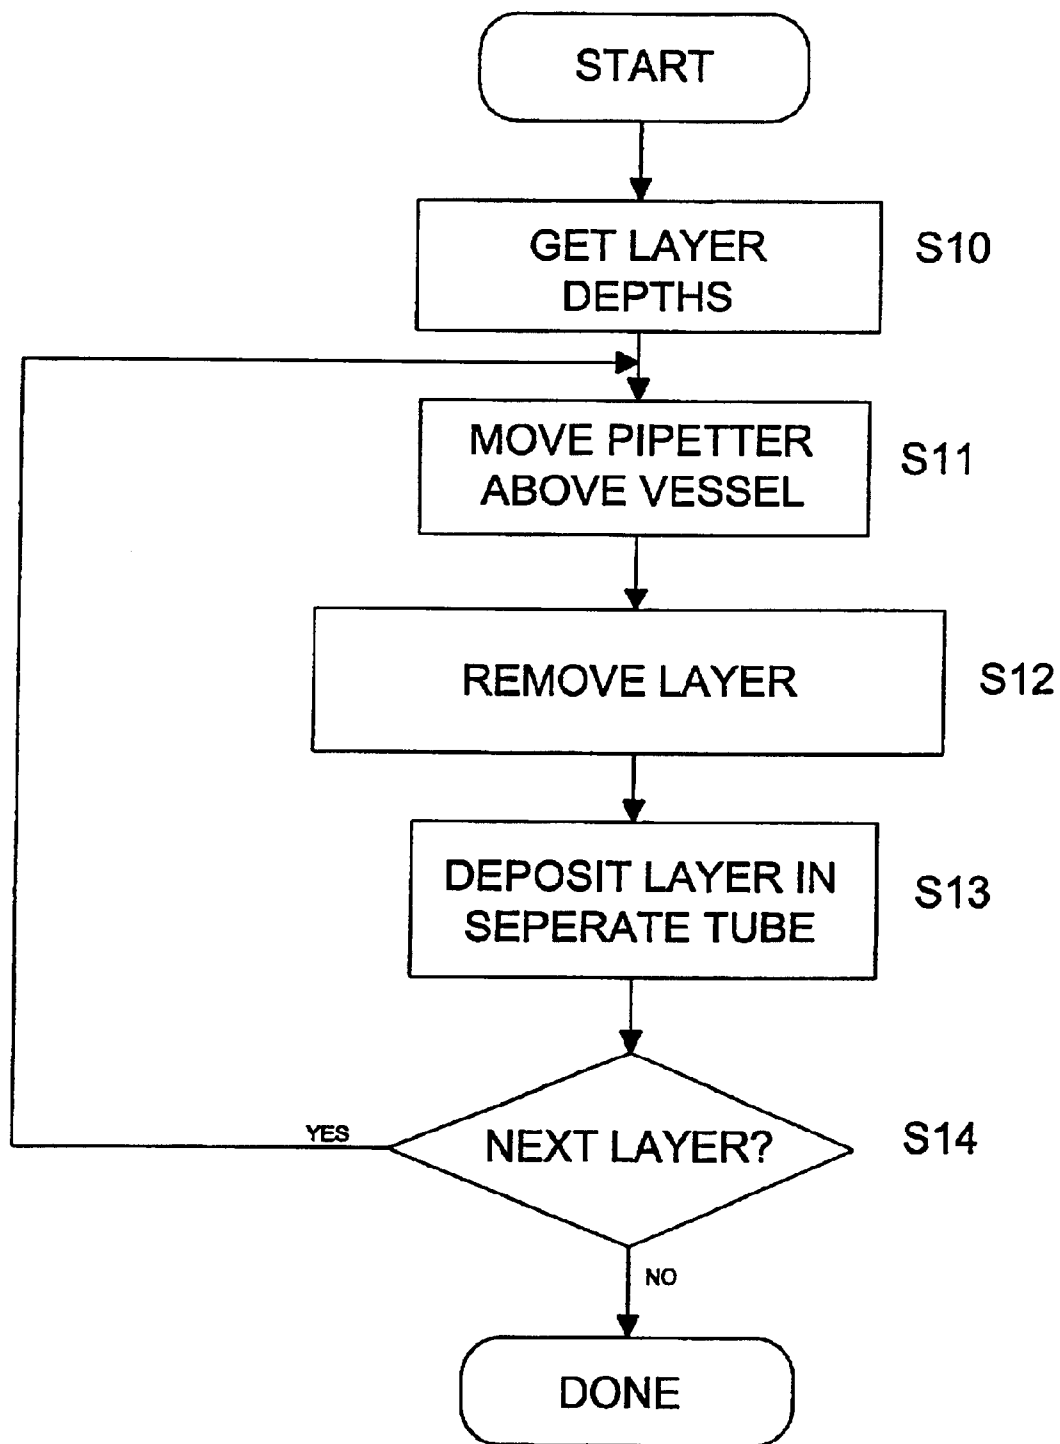 START
GET LAYER
DEPTHS
S10
MOVE PIPETTER
ABOVE VESSEL
S11
REMOVE LAYER
S12
DEPOSIT LAYER IN
SEPERATE TUBE
S13
NEXT LAYER?
S14
YES
NO
DONE